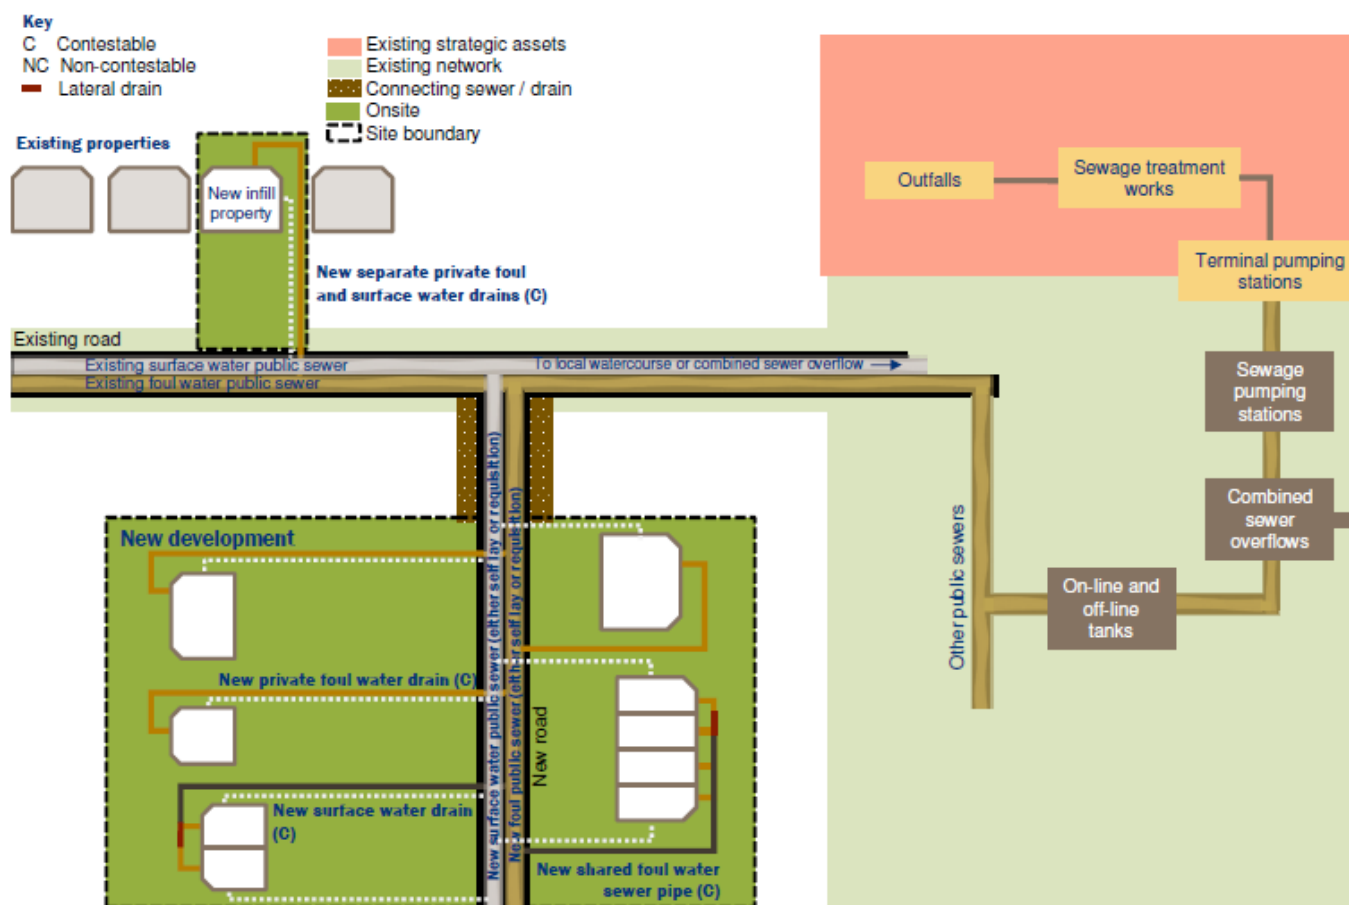 Key
C Contestable
NC Non-contestable
Lateral drain
Existing strategic assets
Existing network
Connecting sewer / drain
Onsite
Site boundary
Existing properties
New infill
property
New separate private foul
and surface water drains (C)
Outfalls
Sewage treatment
works
Terminal pumping
stations
Existing road
Existing surface water public sewer
To local watercourse or combined sewer overflow
Existing foul water public sewer
Sewage
pumping
stations
Combined
sewer
overflows
On-line and
off-line
tanks
Other public sewers
New development
New surface water public sewer (either self lay or requisition)
New foul public sewer (either self lay or requisition)
New road
New private foul water drain (C)
New surface water drain
(C)
New shared foul water
sewer pipe (C)